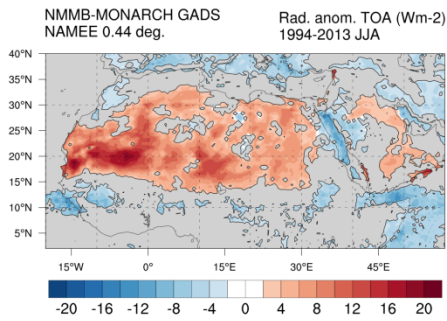 NMMB-MONARCH GADS
NAMEE 0.44 deg.
Rad. anom. TOA (Wm-2)
1994-2013 JJA
40°N
35°N
30°N
25°N
20°N
15°N
10°N
5°N
15°W 0° 15°E 30°E 45°E
-20 -16 -12 -8 -4 0 4 8 12 16 20